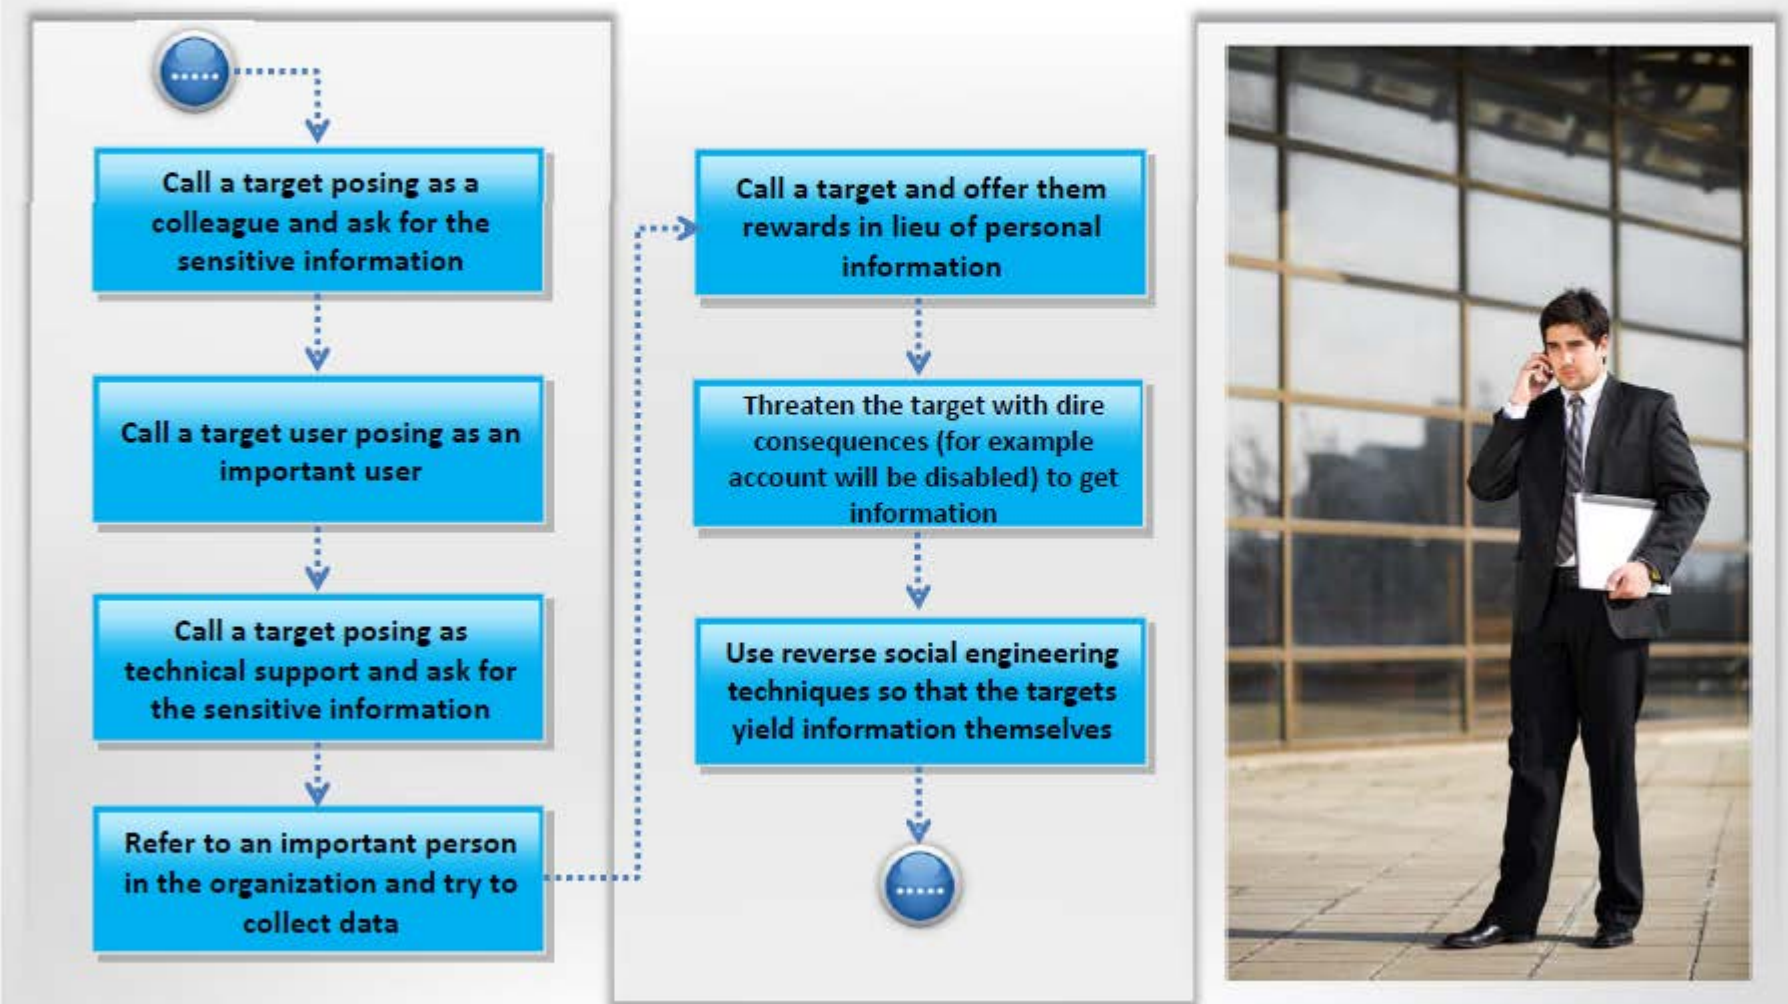 Call a target posing as a
colleague and ask for the
sensitive information
Call a target user posing as an
important user
Call a target posing as
technical support and ask for
the sensitive information
Refer to an important person
in the organization and try to
collect data
Call a target and offer them
rewards in lieu of personal
information
Threaten the target with dire
consequences (for example
account will be disabled) to get
information
Use reverse social engineering
techniques so that the targets
yield information themselves